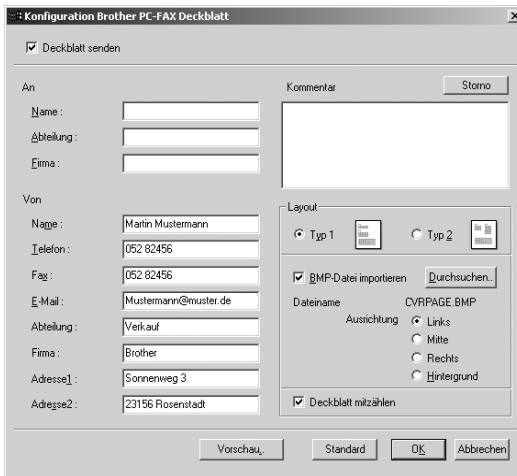 Konfiguration Brother PC-FAX Deckblatt
Deckblatt senden
An
Name :
Abteilung :
Firma :
Kommentar
Storno
Von
Name : Martin Mustermann
Telefon : 052 82456
Fax : 052 82456
E-Mail : Mustermann@muster.de
Abteilung : Verkauf
Firma : Brother
Adresse1 : Sonnenweg 3
Adresse2 : 23156 Rosenstadt
Layout
Typ 1 Typ 2
BMP-Datei importieren Durchsuchen..
Dateiname CVRPAGE.BMP
Ausrichtung Links
Mitte
Rechts
Hintergrund
Deckblatt mitzählen
Vorschau.. Standard OK Abbrechen